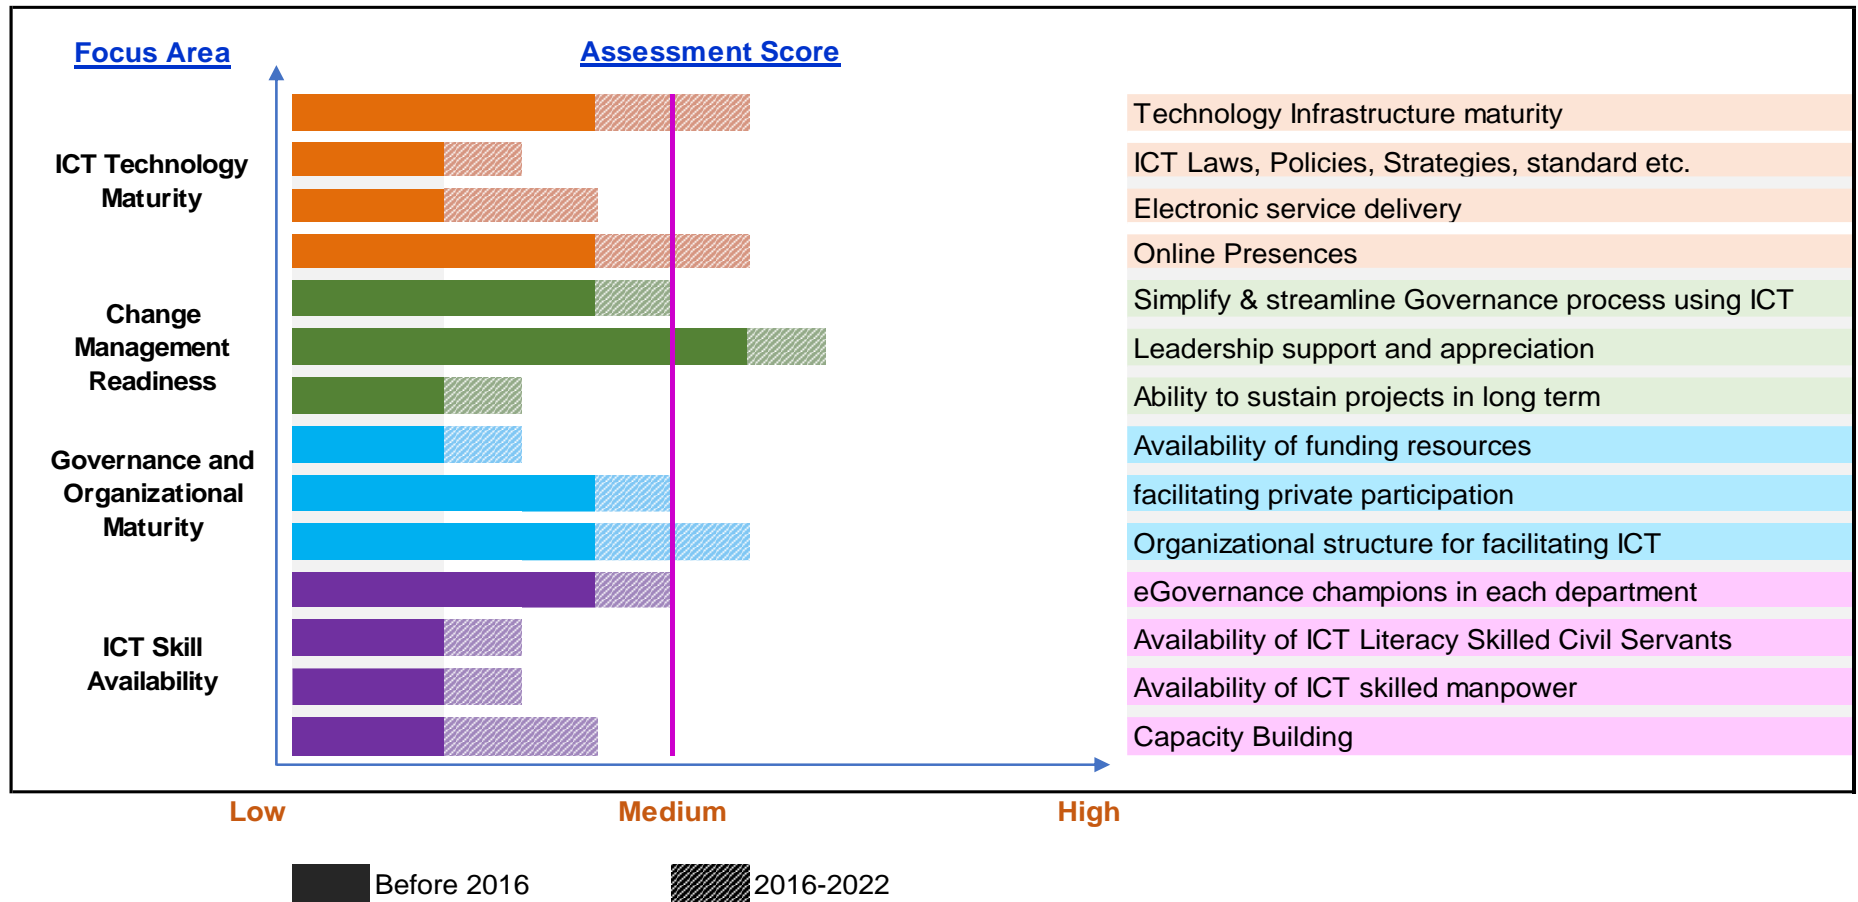 Focus Area
Assessment Score
ICT Technology
Maturity
Change
Management
Readiness
Governance and
Organizational
Maturity
ICT Skill
Availability
Technology Infrastructure maturity
ICT Laws, Policies, Strategies, standard etc.
Electronic service delivery
Online Presences
Simplify & streamline Governance process using ICT
Leadership support and appreciation
Ability to sustain projects in long term
Availability of funding resources
facilitating private participation
Organizational structure for facilitating ICT
eGovernance champions in each department
Availability of ICT Literacy Skilled Civil Servants
Availability of ICT skilled manpower
Capacity Building
Low
Medium
High
Before 2016
2016-2022